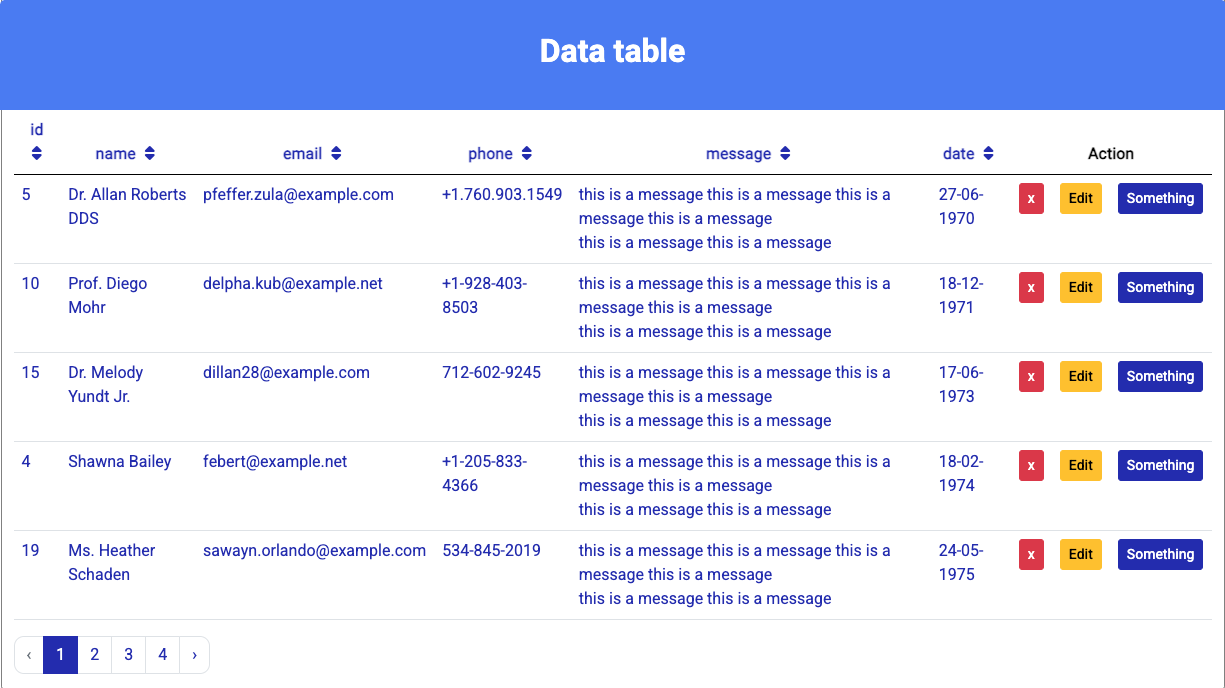 Data table
id
name email phone message date Action
5 Dr. Allan Roberts pfeffer.zula@example.com +1.760.903.1549 this is a message this is a message this is a 27-06- x Edit Something
DDS message this is a message 1970
this is a message this is a message
10 Prof. Diego delpha.kub@example.net +1-928-403- this is a message this is a message this is a 18-12- x Edit Something
Mohr 8503 message this is a message 1971
this is a message this is a message
15 Dr. Melody dillan28@example.com 712-602-9245 this is a message this is a message this is a 17-06- x Edit Something
Yundt Jr. message this is a message 1973
this is a message this is a message
4 Shawna Bailey febert@example.net +1-205-833- this is a message this is a message this is a 18-02- x Edit Something
4366 message this is a message 1974
this is a message this is a message
19 Ms. Heather sawayn.orlando@example.com 534-845-2019 this is a message this is a message this is a 24-05- x Edit Something
Schaden message this is a message 1975
this is a message this is a message
‹ 1 2 3 4 ›